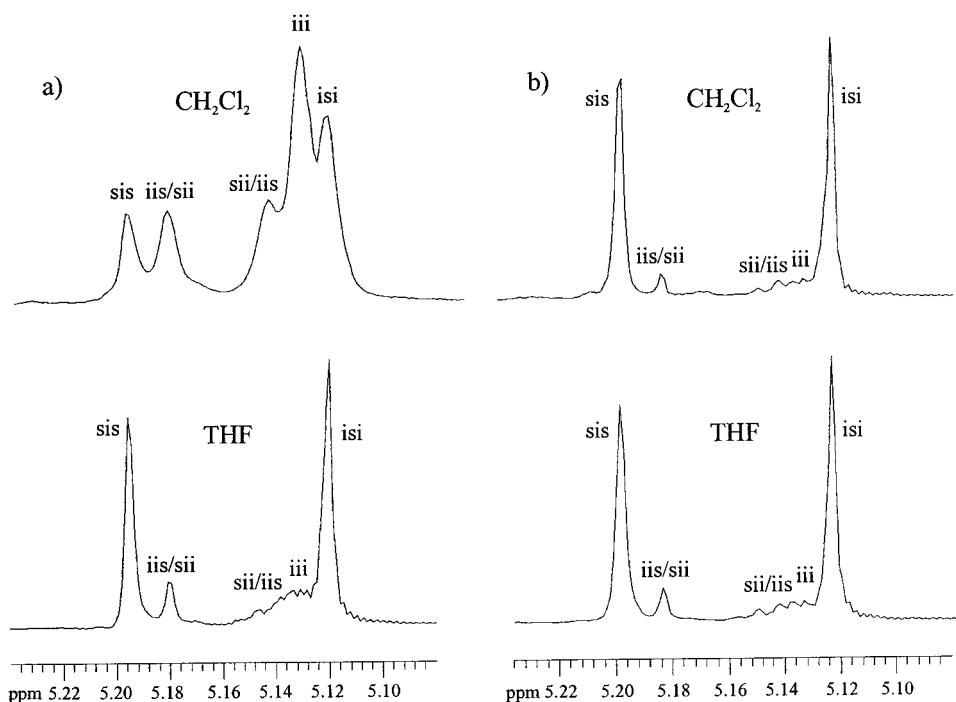 a)
CH₂Cl₂
sis
iis/sii
sii/iis
iii
isi
THF
sis
iis/sii
sii/iis
iii
isi
ppm 5.22 5.20 5.18 5.16 5.14 5.12 5.10
b)
CH₂Cl₂
sis
iis/sii
sii/iis
iii
isi
THF
sis
iis/sii
sii/iis
iii
isi
ppm 5.22 5.20 5.18 5.16 5.14 5.12 5.10